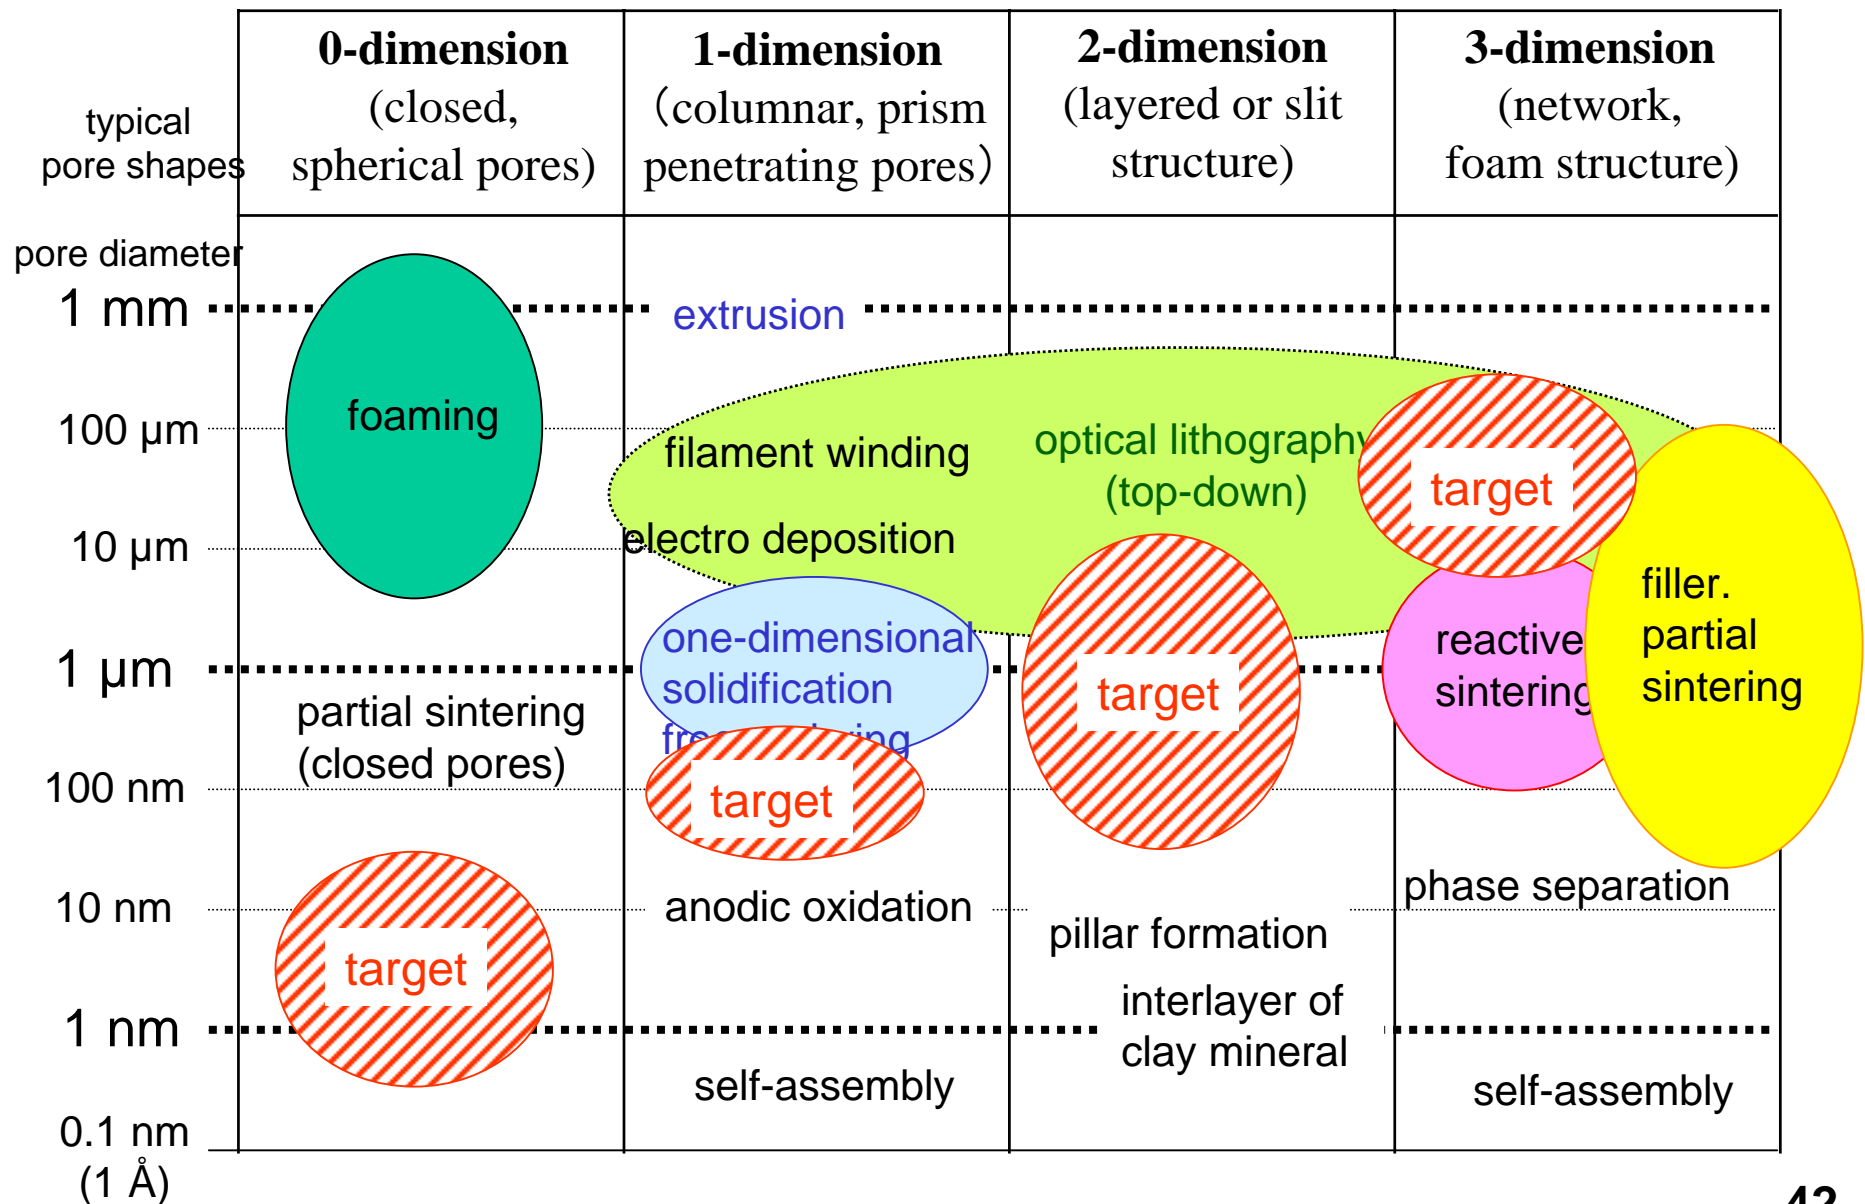 typical
pore shapes
0-dimension
(closed,
spherical pores)
1-dimension
（columnar, prism
penetrating pores）
2-dimension
(layered or slit
structure)
3-dimension
(network,
foam structure)
pore diameter
1 mm
extrusion
100 μm
foaming
filament winding
optical lithography
(top-down)
target
10 μm
electro deposition
filler.
partial
sintering
1 μm
one-dimensional
solidification
target
reactive
sintering
partial sintering
(closed pores)
100 nm
target
phase separation
10 nm
anodic oxidation
pillar formation
target
interlayer of
clay mineral
1 nm
self-assembly
self-assembly
0.1 nm
(1 Å)
42